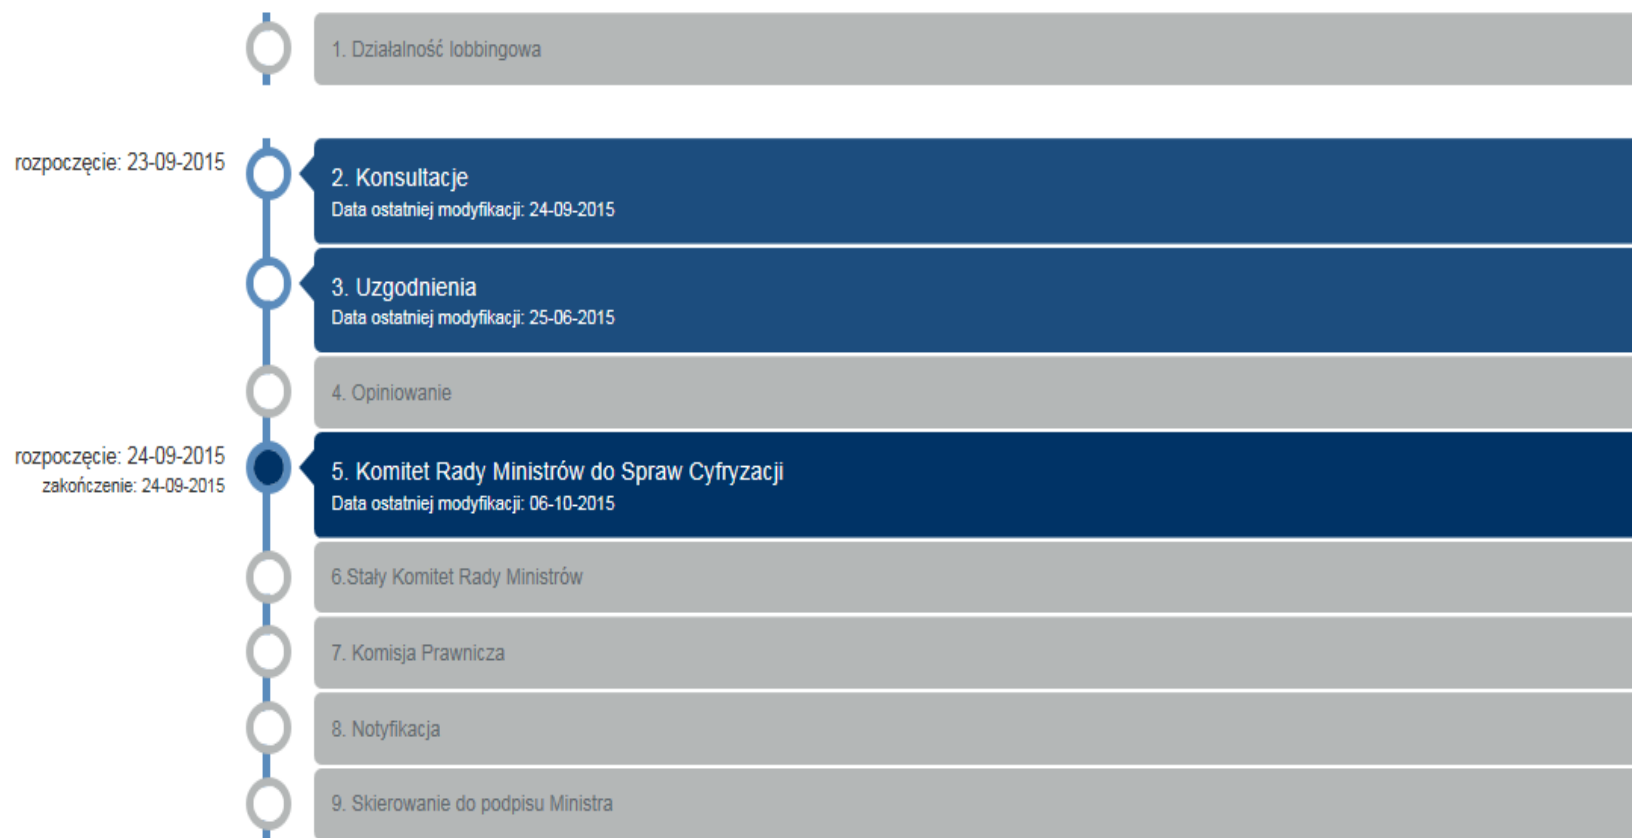 1. Działalność lobbingowa
rozpoczęcie: 23-09-2015
2. Konsultacje
Data ostatniej modyfikacji: 24-09-2015
3. Uzgodnienia
Data ostatniej modyfikacji: 25-06-2015
4. Opiniowanie
rozpoczęcie: 24-09-2015
zakończenie: 24-09-2015
5. Komitet Rady Ministrów do Spraw Cyfryzacji
Data ostatniej modyfikacji: 06-10-2015
6.Stały Komitet Rady Ministrów
7. Komisja Prawnicza
8. Notyfikacja
9. Skierowanie do podpisu Ministra